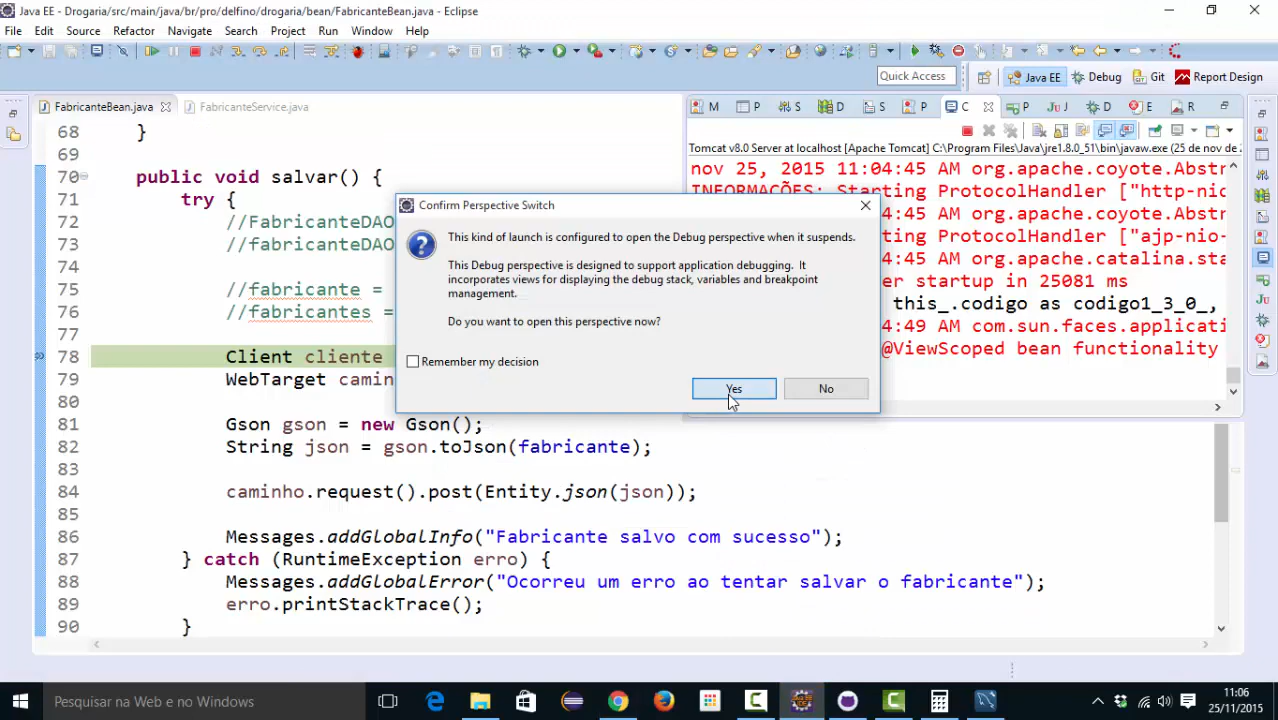 Java EE - Drogaria/src/main/java/br/pro/delfino/drogaria/bean/FabricanteBean.java - Eclipse
File Edit Source Refactor Navigate Search Project Run Window Help
Quick Access
Java EE
Debug
Git
Report Design
FabricanteBean.java
FabricanteService.java
M P S D S P C P J D E R
Tomcat v8.0 Server at localhost [Apache Tomcat] C:\Program Files\Java\jre1.8.0_51\bin\javaw.exe (25 de nov de 2
nov 25, 2015 11:04:45 AM org.apache.coyote.Abstr
INFORMAÇÕES: Starting ProtocolHandler ["http-nio
4:45 AM org.apache.coyote.Abstr
ting ProtocolHandler ["ajp-nio-
4:45 AM org.apache.catalina.sta
er startup in 25081 ms
this_.codigo as codigo1_3_0_,
4:49 AM com.sun.faces.applicati
@ViewScoped bean functionality
68 }
69
70 public void salvar() {
71 try {
72 //FabricanteDAO
73 //fabricanteDAO
74
75 //fabricante =
76 //fabricantes =
77
78 Client cliente
79 WebTarget camin
80
81 Gson gson = new Gson();
82 String json = gson.toJson(fabricante);
83
84 caminho.request().post(Entity.json(json));
85
86 Messages.addGlobalInfo("Fabricante salvo com sucesso");
87 } catch (RuntimeException erro) {
88 Messages.addGlobalError("Ocorreu um erro ao tentar salvar o fabricante");
89 erro.printStackTrace();
90 }
Confirm Perspective Switch
This kind of launch is configured to open the Debug perspective when it suspends.
This Debug perspective is designed to support application debugging. It
incorporates views for displaying the debug stack, variables and breakpoint
management.
Do you want to open this perspective now?
Remember my decision
Yes
No
Pesquisar na Web e no Windows
11:06
25/11/2015